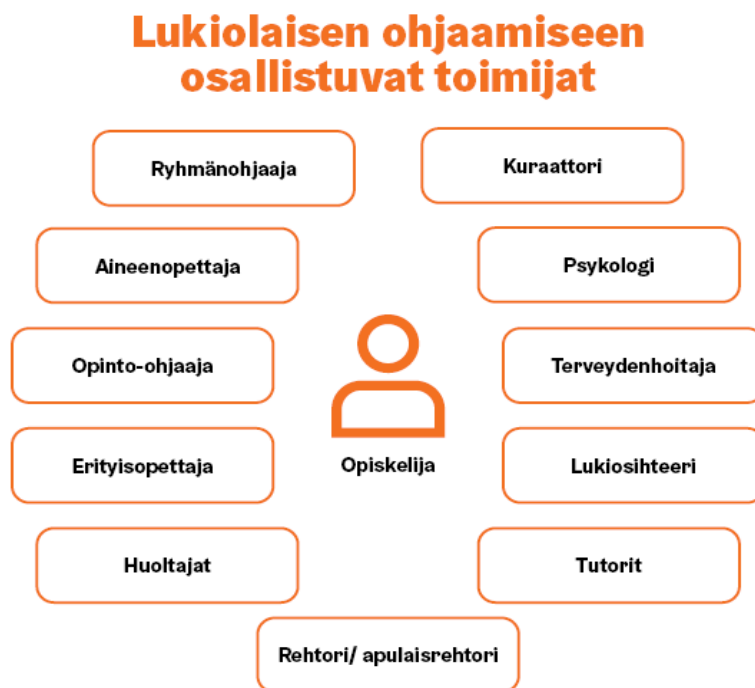 Lukiolaisen ohjaamiseen
osallistuvat toimijat
Ryhmänohjaaja
Kuraattori
Aineenopettaja
Psykologi
Opinto-ohjaaja
Terveydenhoitaja
Erityisopettaja
Opiskelija
Lukiosihteeri
Huoltajat
Tutorit
Rehtori/ apulaisrehtori